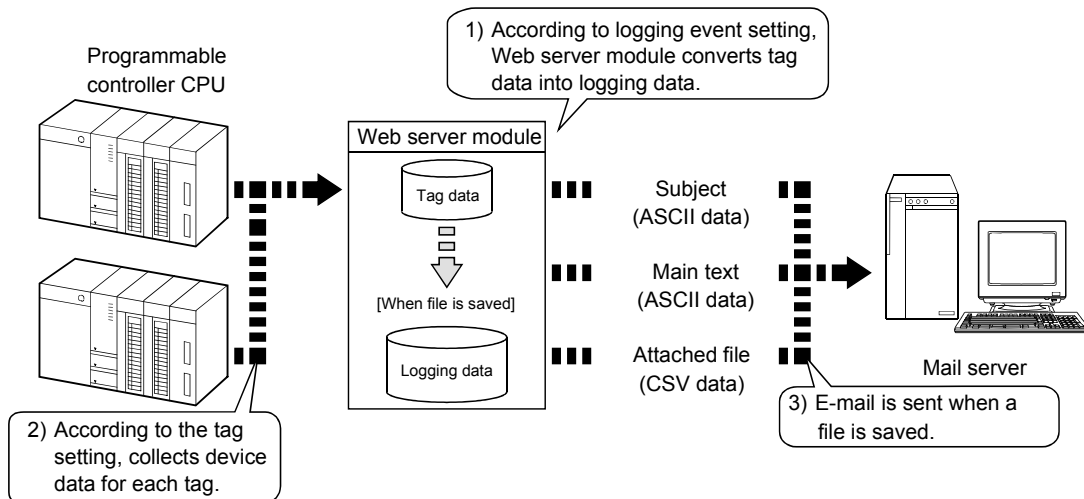 1) According to logging event setting,
Web server module converts tag
data into logging data.
Programmable
controller CPU
Web server module
Tag data
[When file is saved]
Logging data
Subject
(ASCII data)
Main text
(ASCII data)
Attached file
(CSV data)
Mail server
2) According to the tag
setting, collects device
data for each tag.
3) E-mail is sent when a
file is saved.